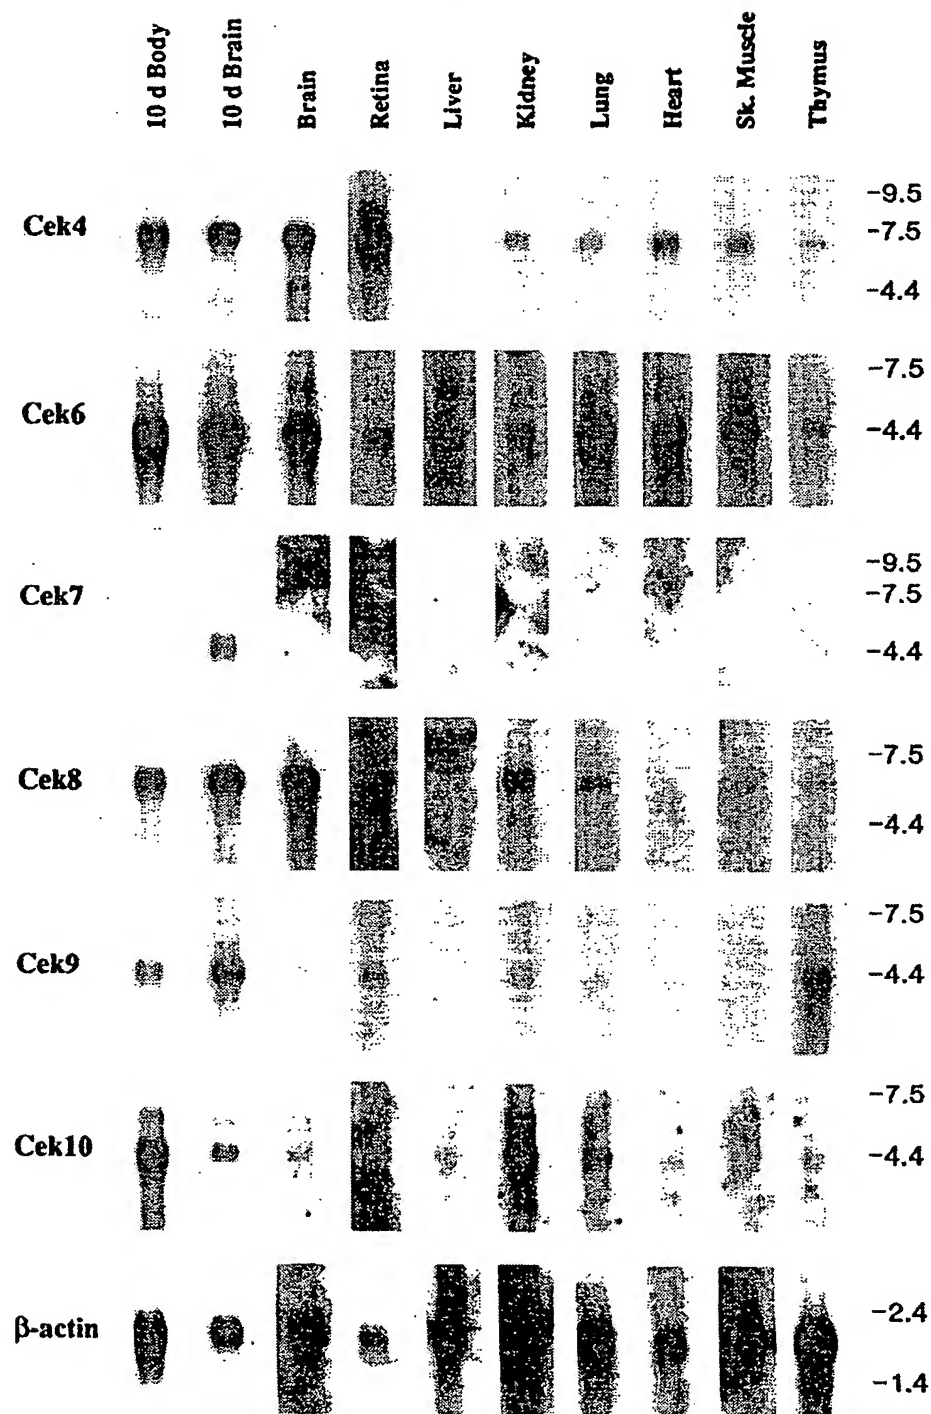 10 d Body
10 d Brain
Brain
Retina
Liver
Kidney
Lung
Heart
Sk. Muscle
Thymus
Cek4
-9.5
-7.5
-4.4
Cek6
-7.5
-4.4
Cek7
-9.5
-7.5
-4.4
Cek8
-7.5
-4.4
Cek9
-7.5
-4.4
Cek10
-7.5
-4.4
β-actin
-2.4
-1.4